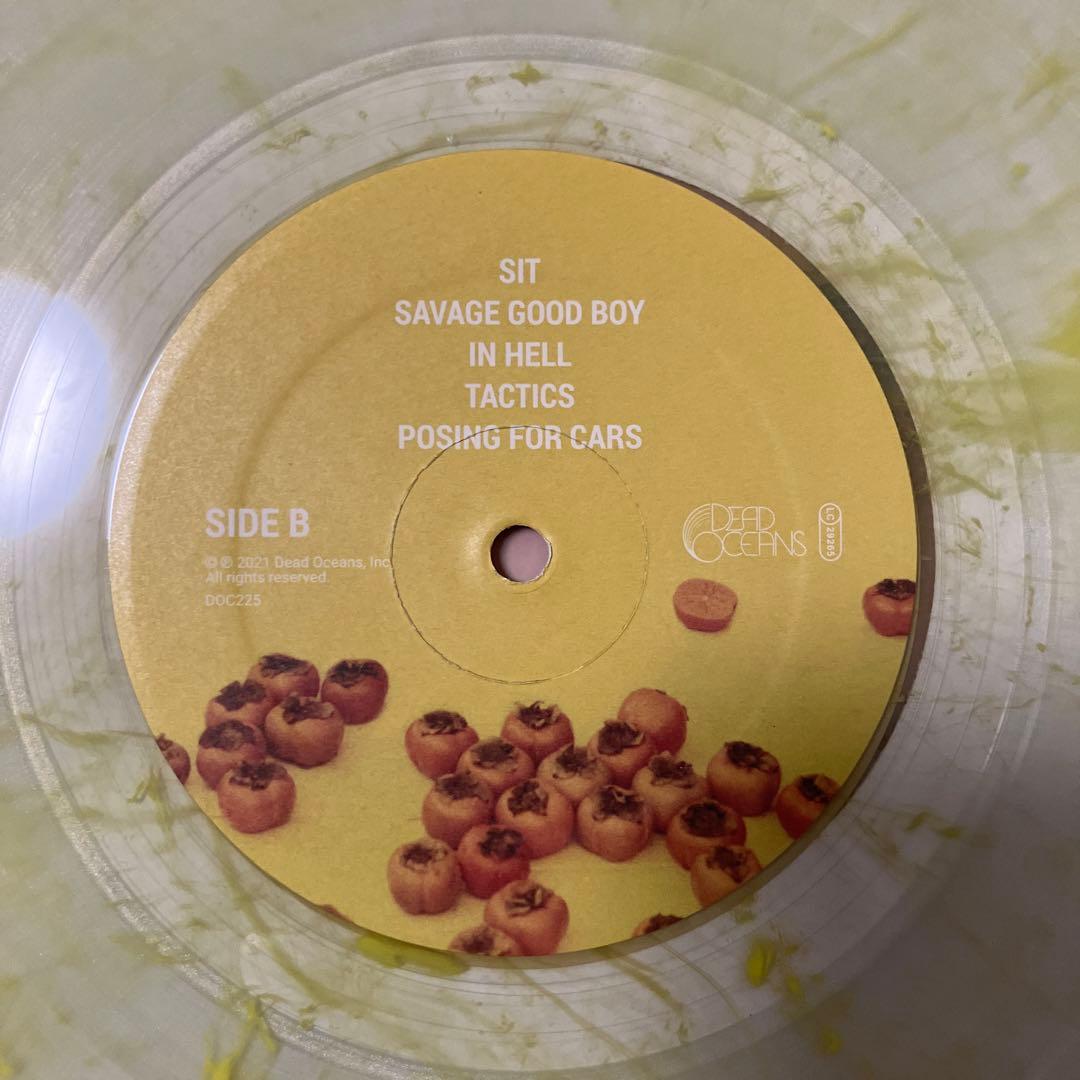 SIT
SAVAGE GOOD BOY
IN HELL
TACTICS
POSING FOR CARS
SIDE B
© ℗ 2021 Dead Oceans, Inc
All rights reserved.
DOC225
DEAD
OCEANS
LC 29265